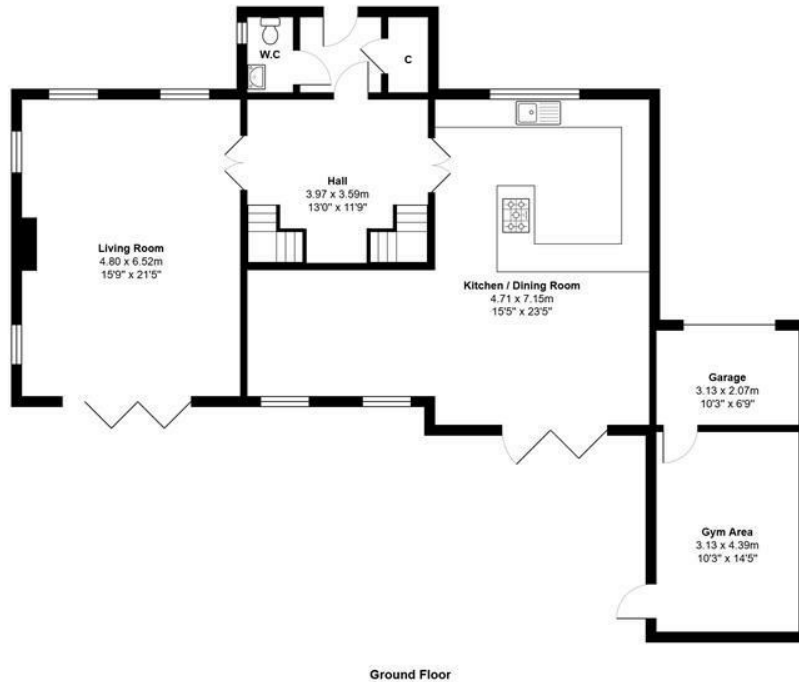 W.C
C
Hall
3.97 x 3.59m
13'0" x 11'9"
Living Room
4.80 x 6.52m
15'9" x 21'5"
Kitchen / Dining Room
4.71 x 7.15m
15'5" x 23'5"
Garage
3.13 x 2.07m
10'3" x 6'9"
Gym Area
3.13 x 4.39m
10'3" x 14'5"
Ground Floor